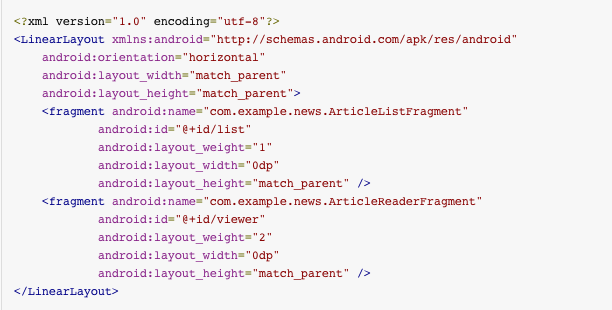 <?xml version="1.0" encoding="utf-8"?>
<LinearLayout xmlns:android="http://schemas.android.com/apk/res/android"
    android:orientation="horizontal"
    android:layout_width="match_parent"
    android:layout_height="match_parent">
    <fragment android:name="com.example.news.ArticleListFragment"
            android:id="@+id/list"
            android:layout_weight="1"
            android:layout_width="0dp"
            android:layout_height="match_parent" />
    <fragment android:name="com.example.news.ArticleReaderFragment"
            android:id="@+id/viewer"
            android:layout_weight="2"
            android:layout_width="0dp"
            android:layout_height="match_parent" />
</LinearLayout>